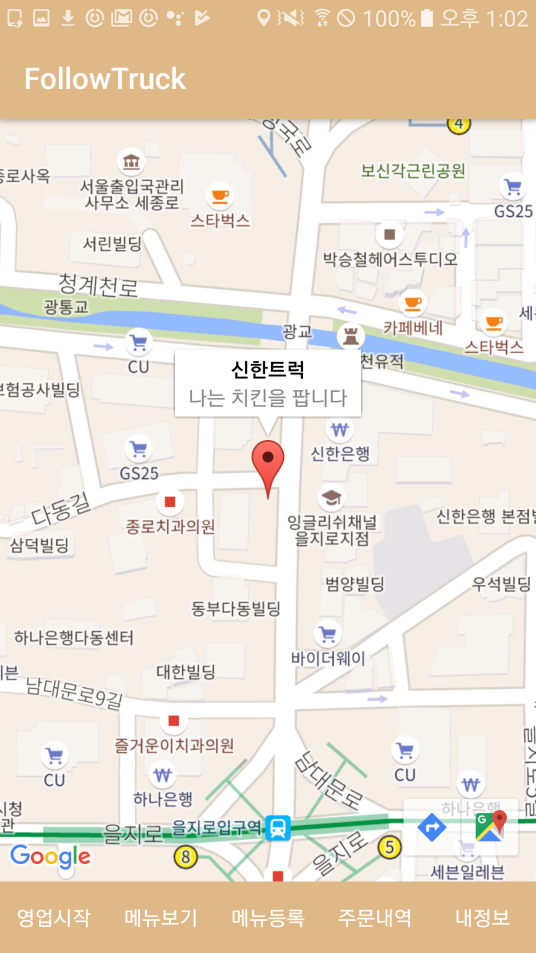 100% 오후 1:02
FollowTruck
4
보신각근린공원
종로사옥
서울출입국관리
사무소 세종로
스타벅스
GS25
서린빌딩
박승철헤어스투디오
청계천로
광통교
카페베네
광교
스타벅스
CU
천유적
보험공사빌딩
신한트럭
나는 치킨을 팝니다
신한은행
GS25
다동길
종로치과의원
잉글리쉬채널
을지로지점
신한은행 본점
삼덕빌딩
범양빌딩
우석빌딩
동부다동빌딩
하나은행다동센터
바이더웨이
대한빌딩
남대문로9길
즐거운이치과의원
CU
하나은행
남대문로
CU
하나은행
시청
을지로
을지로입구역
을지로
5
8
Google
세븐일레븐
영업시작 메뉴보기 메뉴등록 주문내역 내정보